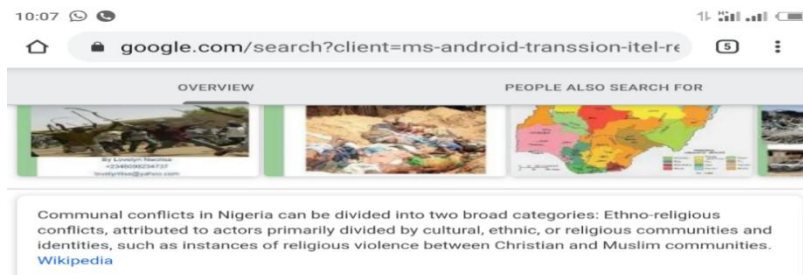 10:07
google.com/search?client=ms-android-transsion-itel-re
5
OVERVIEW
PEOPLE ALSO SEARCH FOR
By Lovelyn
Communal conflicts in Nigeria can be divided into two broad categories: Ethno-religious
conflicts, attributed to actors primarily divided by cultural, ethnic, or religious communities and
identities, such as instances of religious violence between Christian and Muslim communities.
Wikipedia